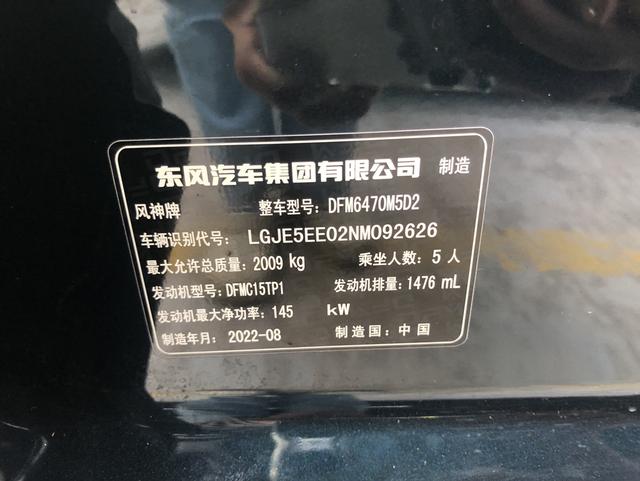 东风汽车集团有限公司 制造
风神牌 整车型号: DFM6470M5D2
车辆识别代号: LGJE5EE02NM092626
最大允许总质量: 2009 kg 乘坐人数: 5 人
发动机型号: DFMC15TP1 发动机排量: 1476 mL
发动机最大净功率: 145 kW
制造年月: 2022-08 制造国: 中国